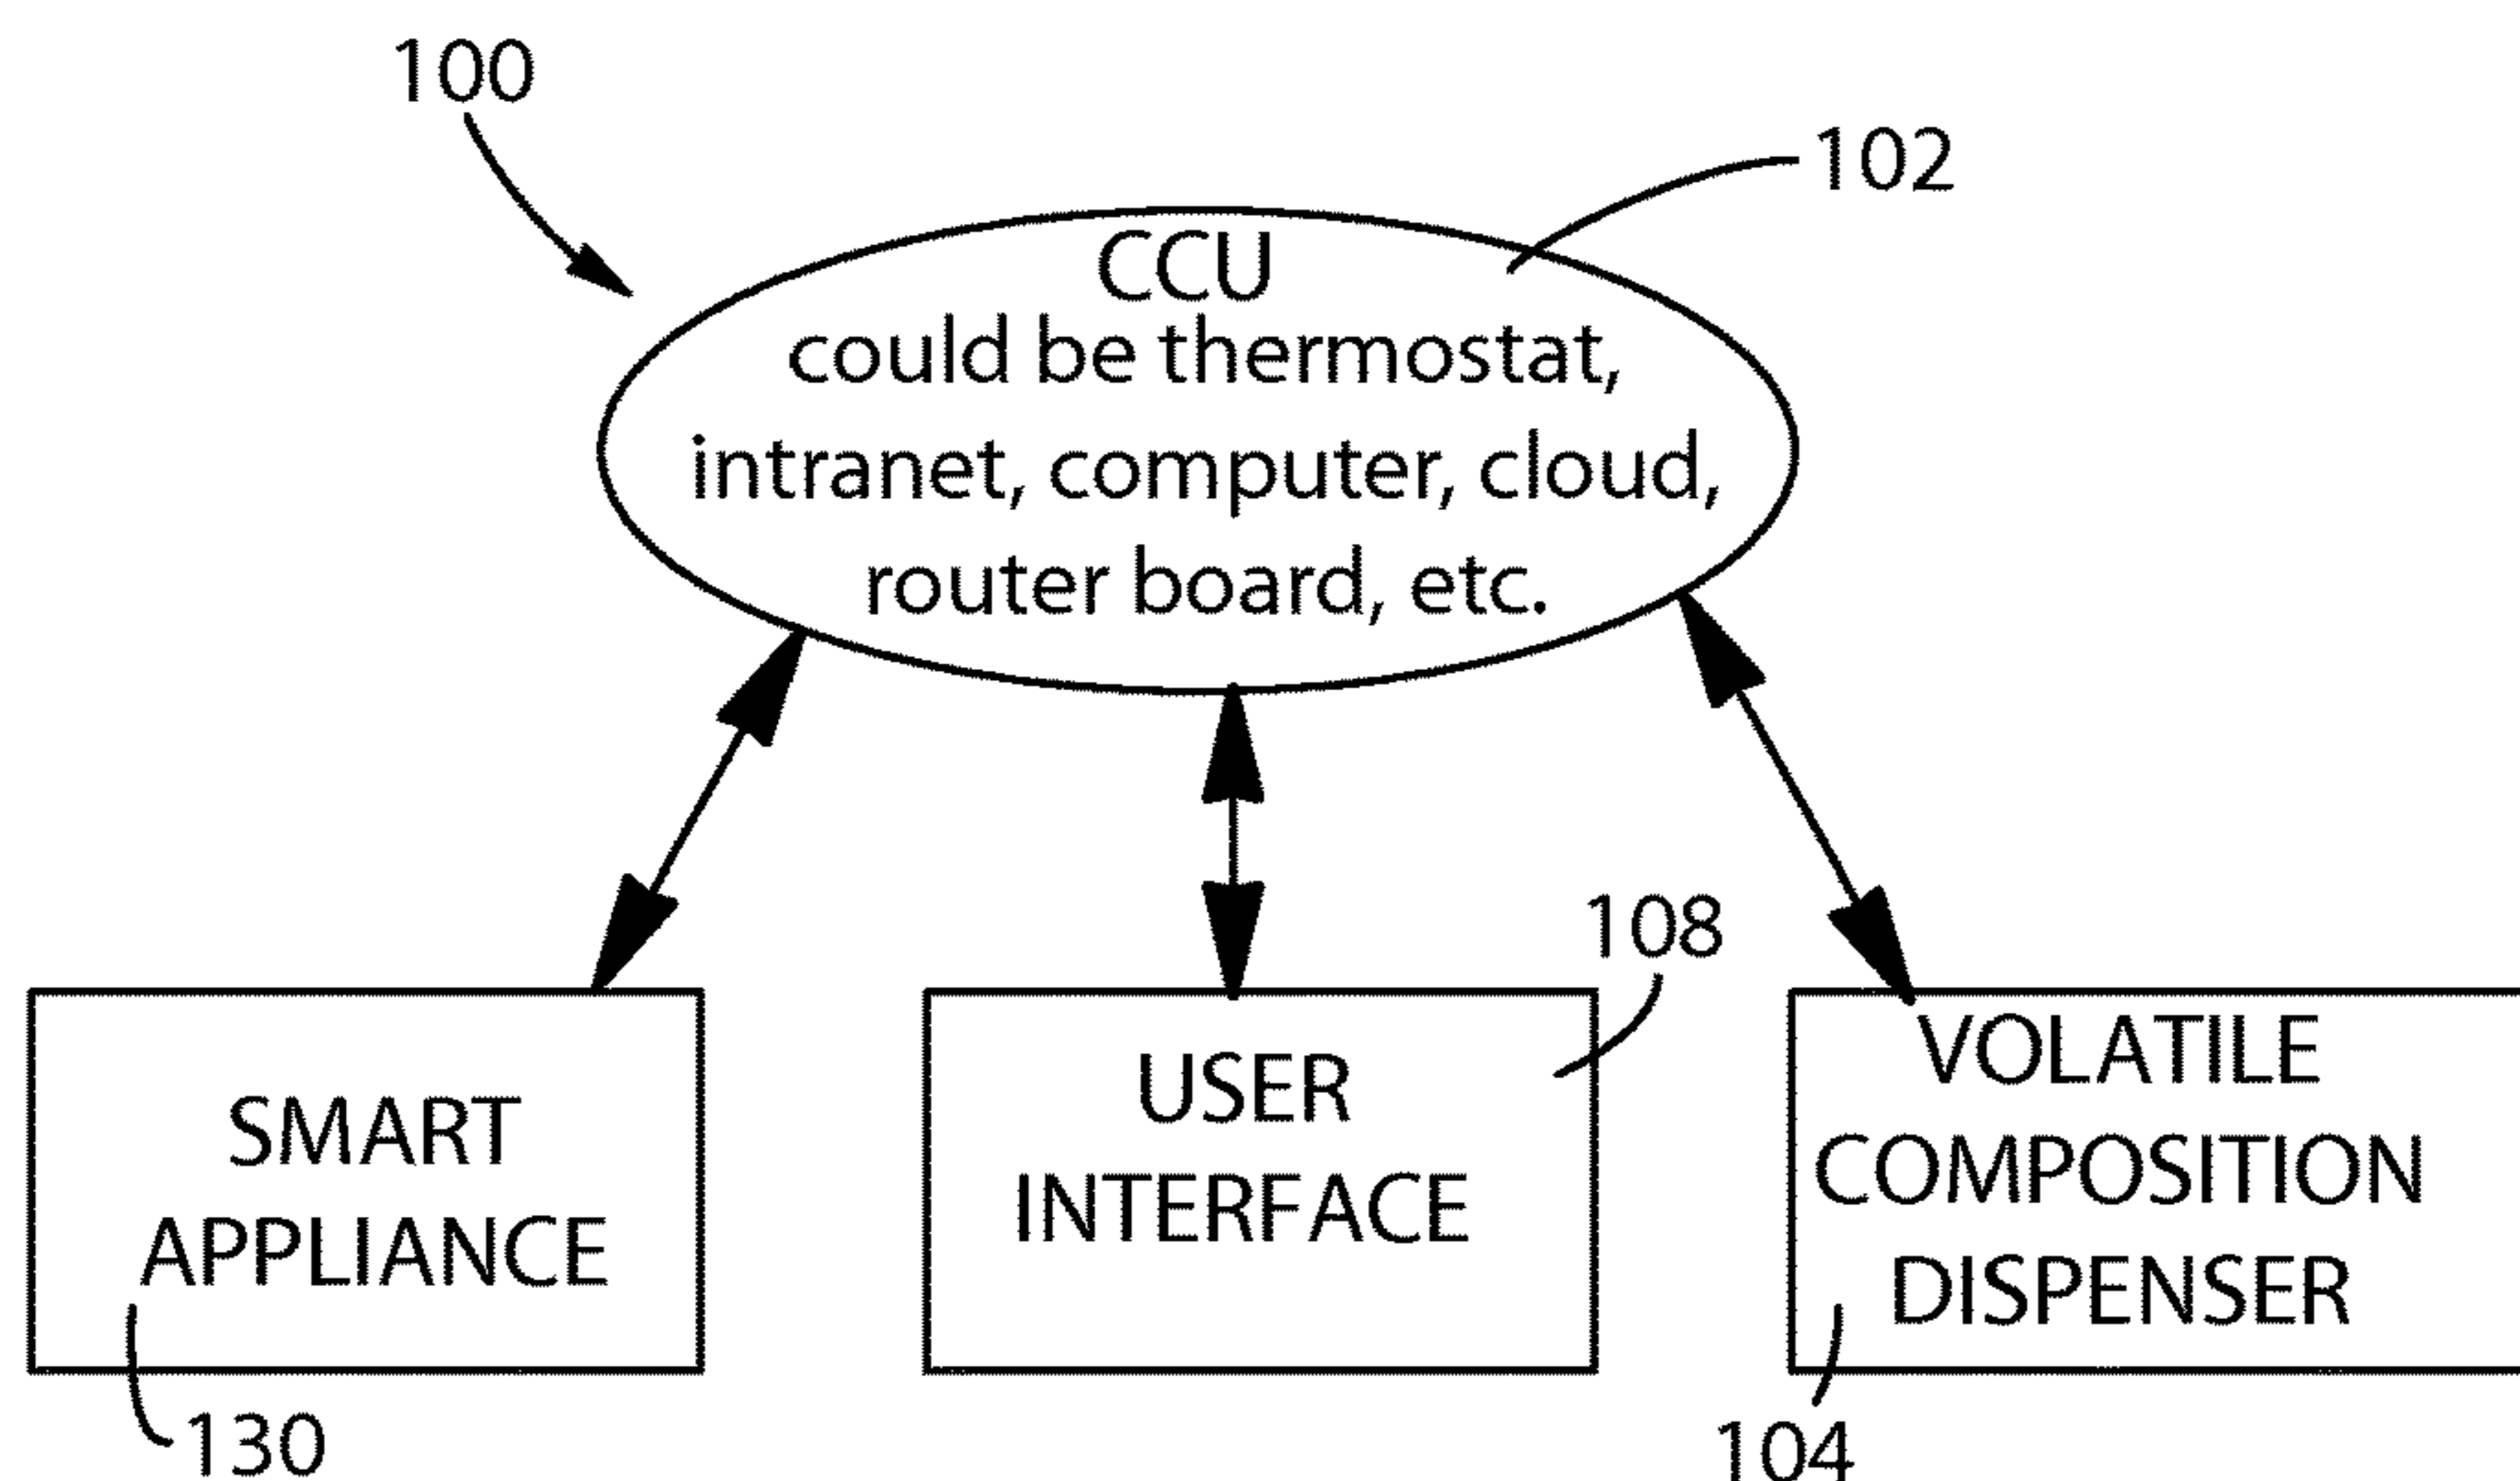 100
102
CCU
could be thermostat,
intranet, computer, cloud,
router board, etc.
108
SMART
APPLIANCE
USER
INTERFACE
VOLATILE
COMPOSITION
DISPENSER
130
104